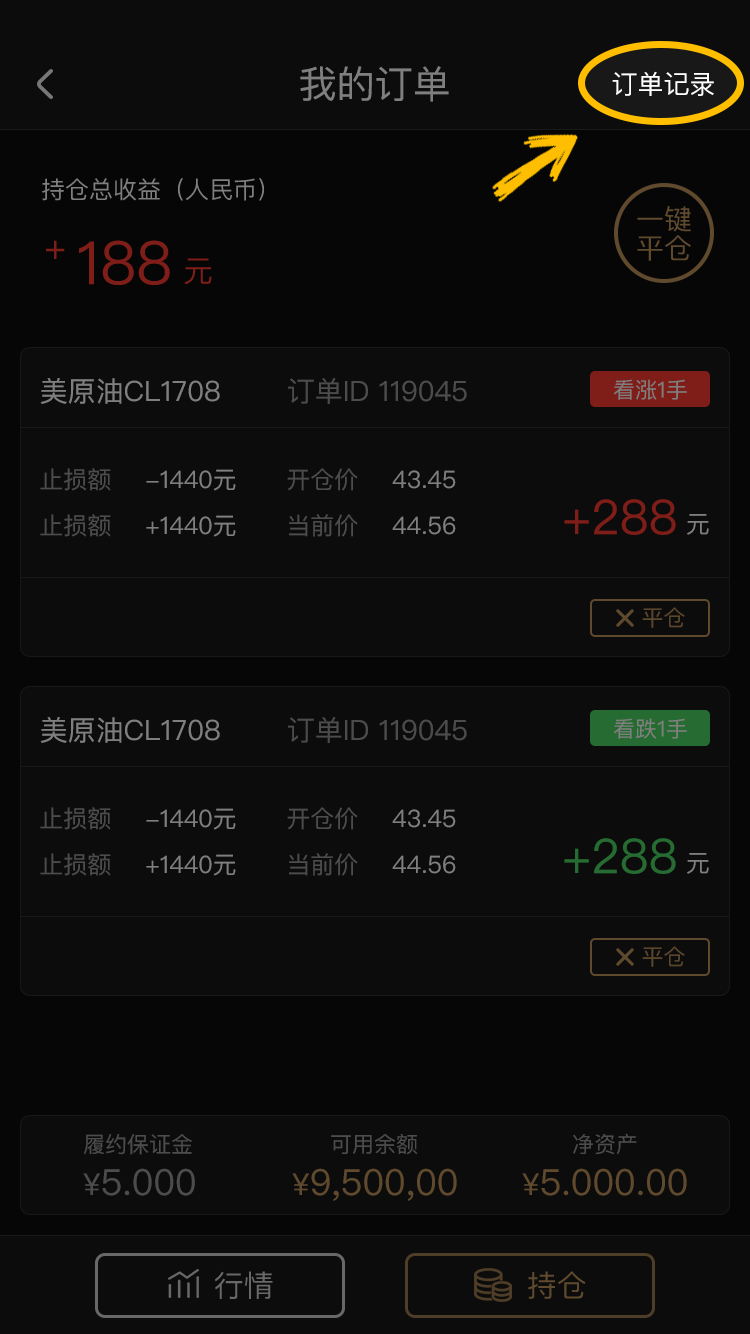 我的订单
订单记录
持仓总收益（人民币）
+188 元
一键
平仓
美原油CL1708 订单ID 119045 看涨1手
止损额 –1440元 开仓价 43.45
止损额 +1440元 当前价 44.56
+288 元
平仓
美原油CL1708 订单ID 119045 看跌1手
止损额 –1440元 开仓价 43.45
止损额 +1440元 当前价 44.56
+288 元
平仓
履约保证金 可用余额 净资产
¥5.000 ¥9,500,00 ¥5.000.00
行情 持仓